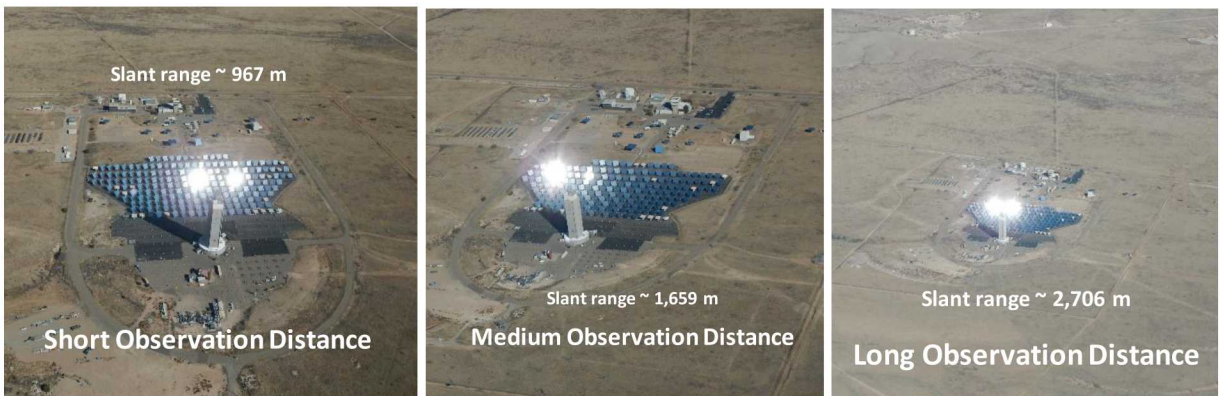 Slant range ~ 967 m
Short Observation Distance
Slant range ~ 1,659 m
Medium Observation Distance
Slant range ~ 2,706 m
Long Observation Distance